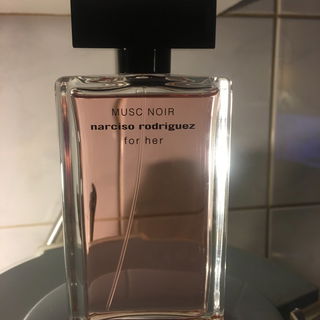 MUSC NOIR
narciso rodriguez
for her